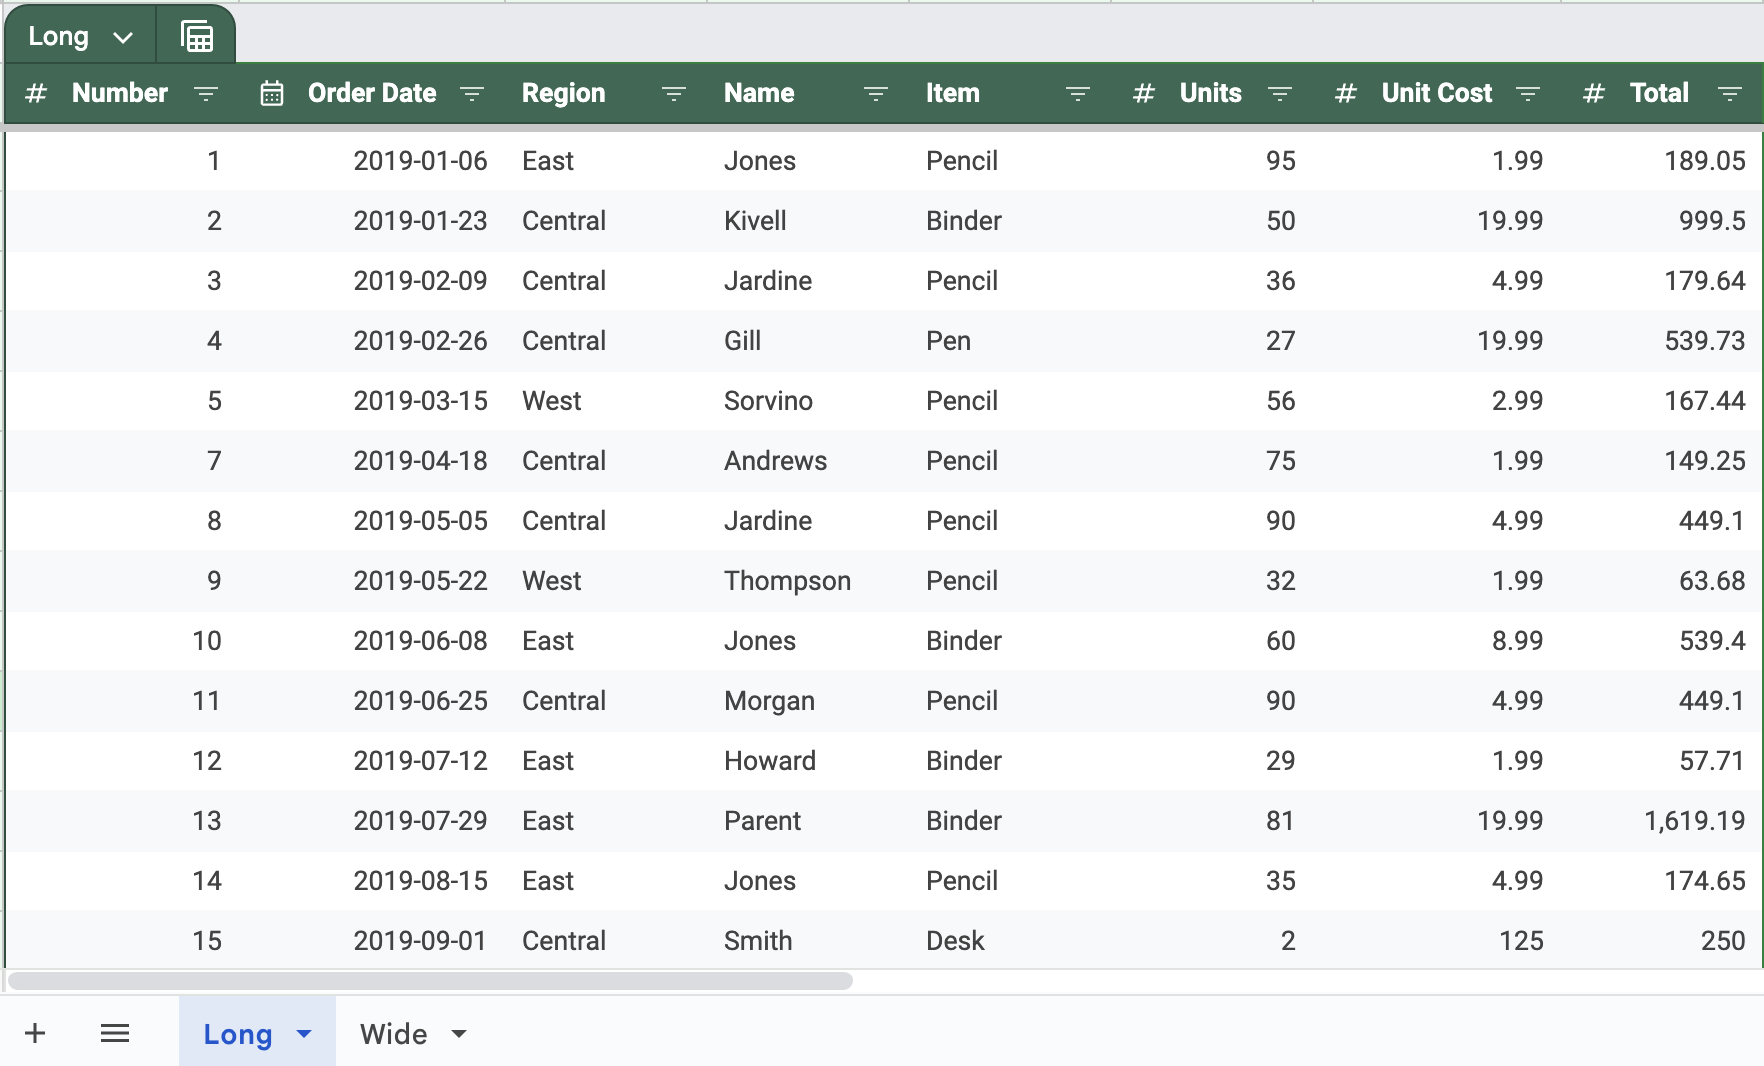 Long
# Number Order Date Region Name Item # Units # Unit Cost # Total
1 2019-01-06 East Jones Pencil 95 1.99 189.05
2 2019-01-23 Central Kivell Binder 50 19.99 999.5
3 2019-02-09 Central Jardine Pencil 36 4.99 179.64
4 2019-02-26 Central Gill Pen 27 19.99 539.73
5 2019-03-15 West Sorvino Pencil 56 2.99 167.44
7 2019-04-18 Central Andrews Pencil 75 1.99 149.25
8 2019-05-05 Central Jardine Pencil 90 4.99 449.1
9 2019-05-22 West Thompson Pencil 32 1.99 63.68
10 2019-06-08 East Jones Binder 60 8.99 539.4
11 2019-06-25 Central Morgan Pencil 90 4.99 449.1
12 2019-07-12 East Howard Binder 29 1.99 57.71
13 2019-07-29 East Parent Binder 81 19.99 1,619.19
14 2019-08-15 East Jones Pencil 35 4.99 174.65
15 2019-09-01 Central Smith Desk 2 125 250
Long Wide